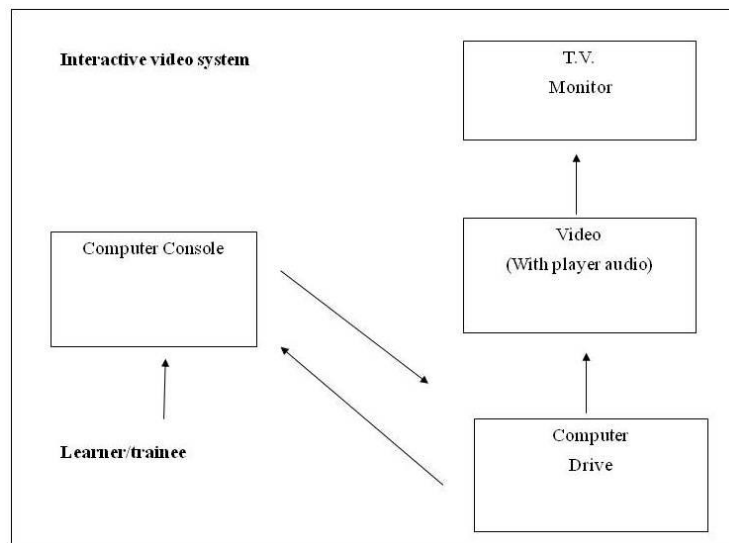 Interactive video system
T.V.
Monitor
Computer Console
Video
(With player audio)
Learner/trainee
Computer
Drive